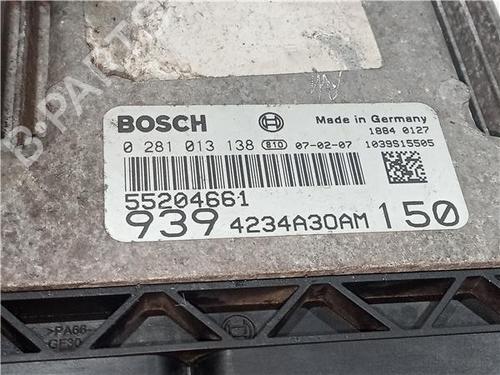 B-PARTS
BOSCH
Made in Germany
1884 0127
0 281 013 138 810 07-02-07 1039S15505
55204661
939 4234A30AM 150
>PA66-
GF30